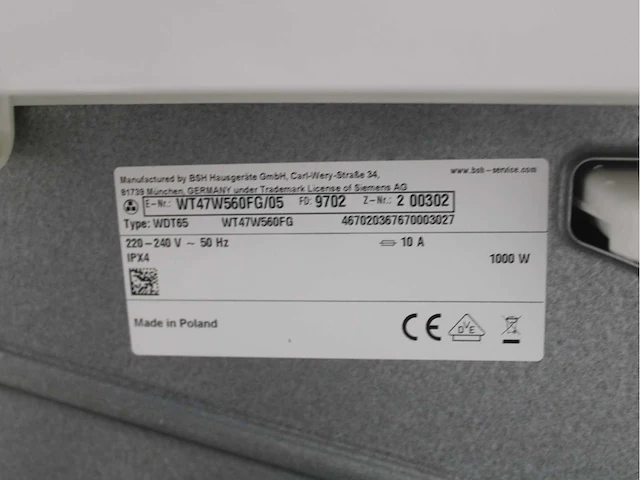 Manufactured by BSH Hausgeräte GmbH, Carl-Wery-Straße 34, www.bsh-service.com
81739 München, GERMANY under Trademark License of Siemens AG
E-Nr.: WT47W560FG/05 FD: 9702 Z-Nr.: 2 00302
Type: WDT65 WT47W560FG 467020367670003027
220-240 V ~ 50 Hz 10 A
IPX4 1000 W
Made in Poland CE DVE